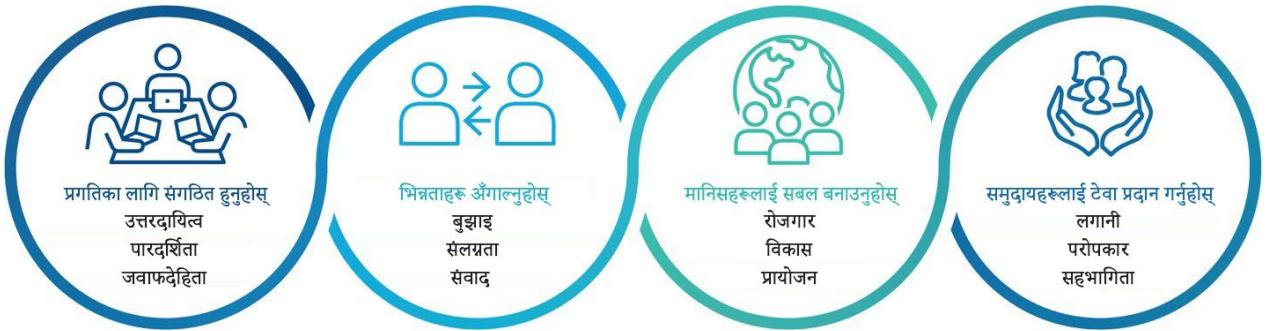 प्रगतिका लागि संगठित हुनुहोस्
उत्तरदायित्व
पारदर्शिता
जवाफदेहिता
भिन्नताहरू अँगाल्नुहोस्
बुझाइ
संलग्नता
संवाद
मानिसहरूलाई सबल बनाउनुहोस्
रोजगार
विकास
प्रायोजन
समुदायहरूलाई टेवा प्रदान गर्नुहोस्
लगानी
परोपकार
सहभागिता